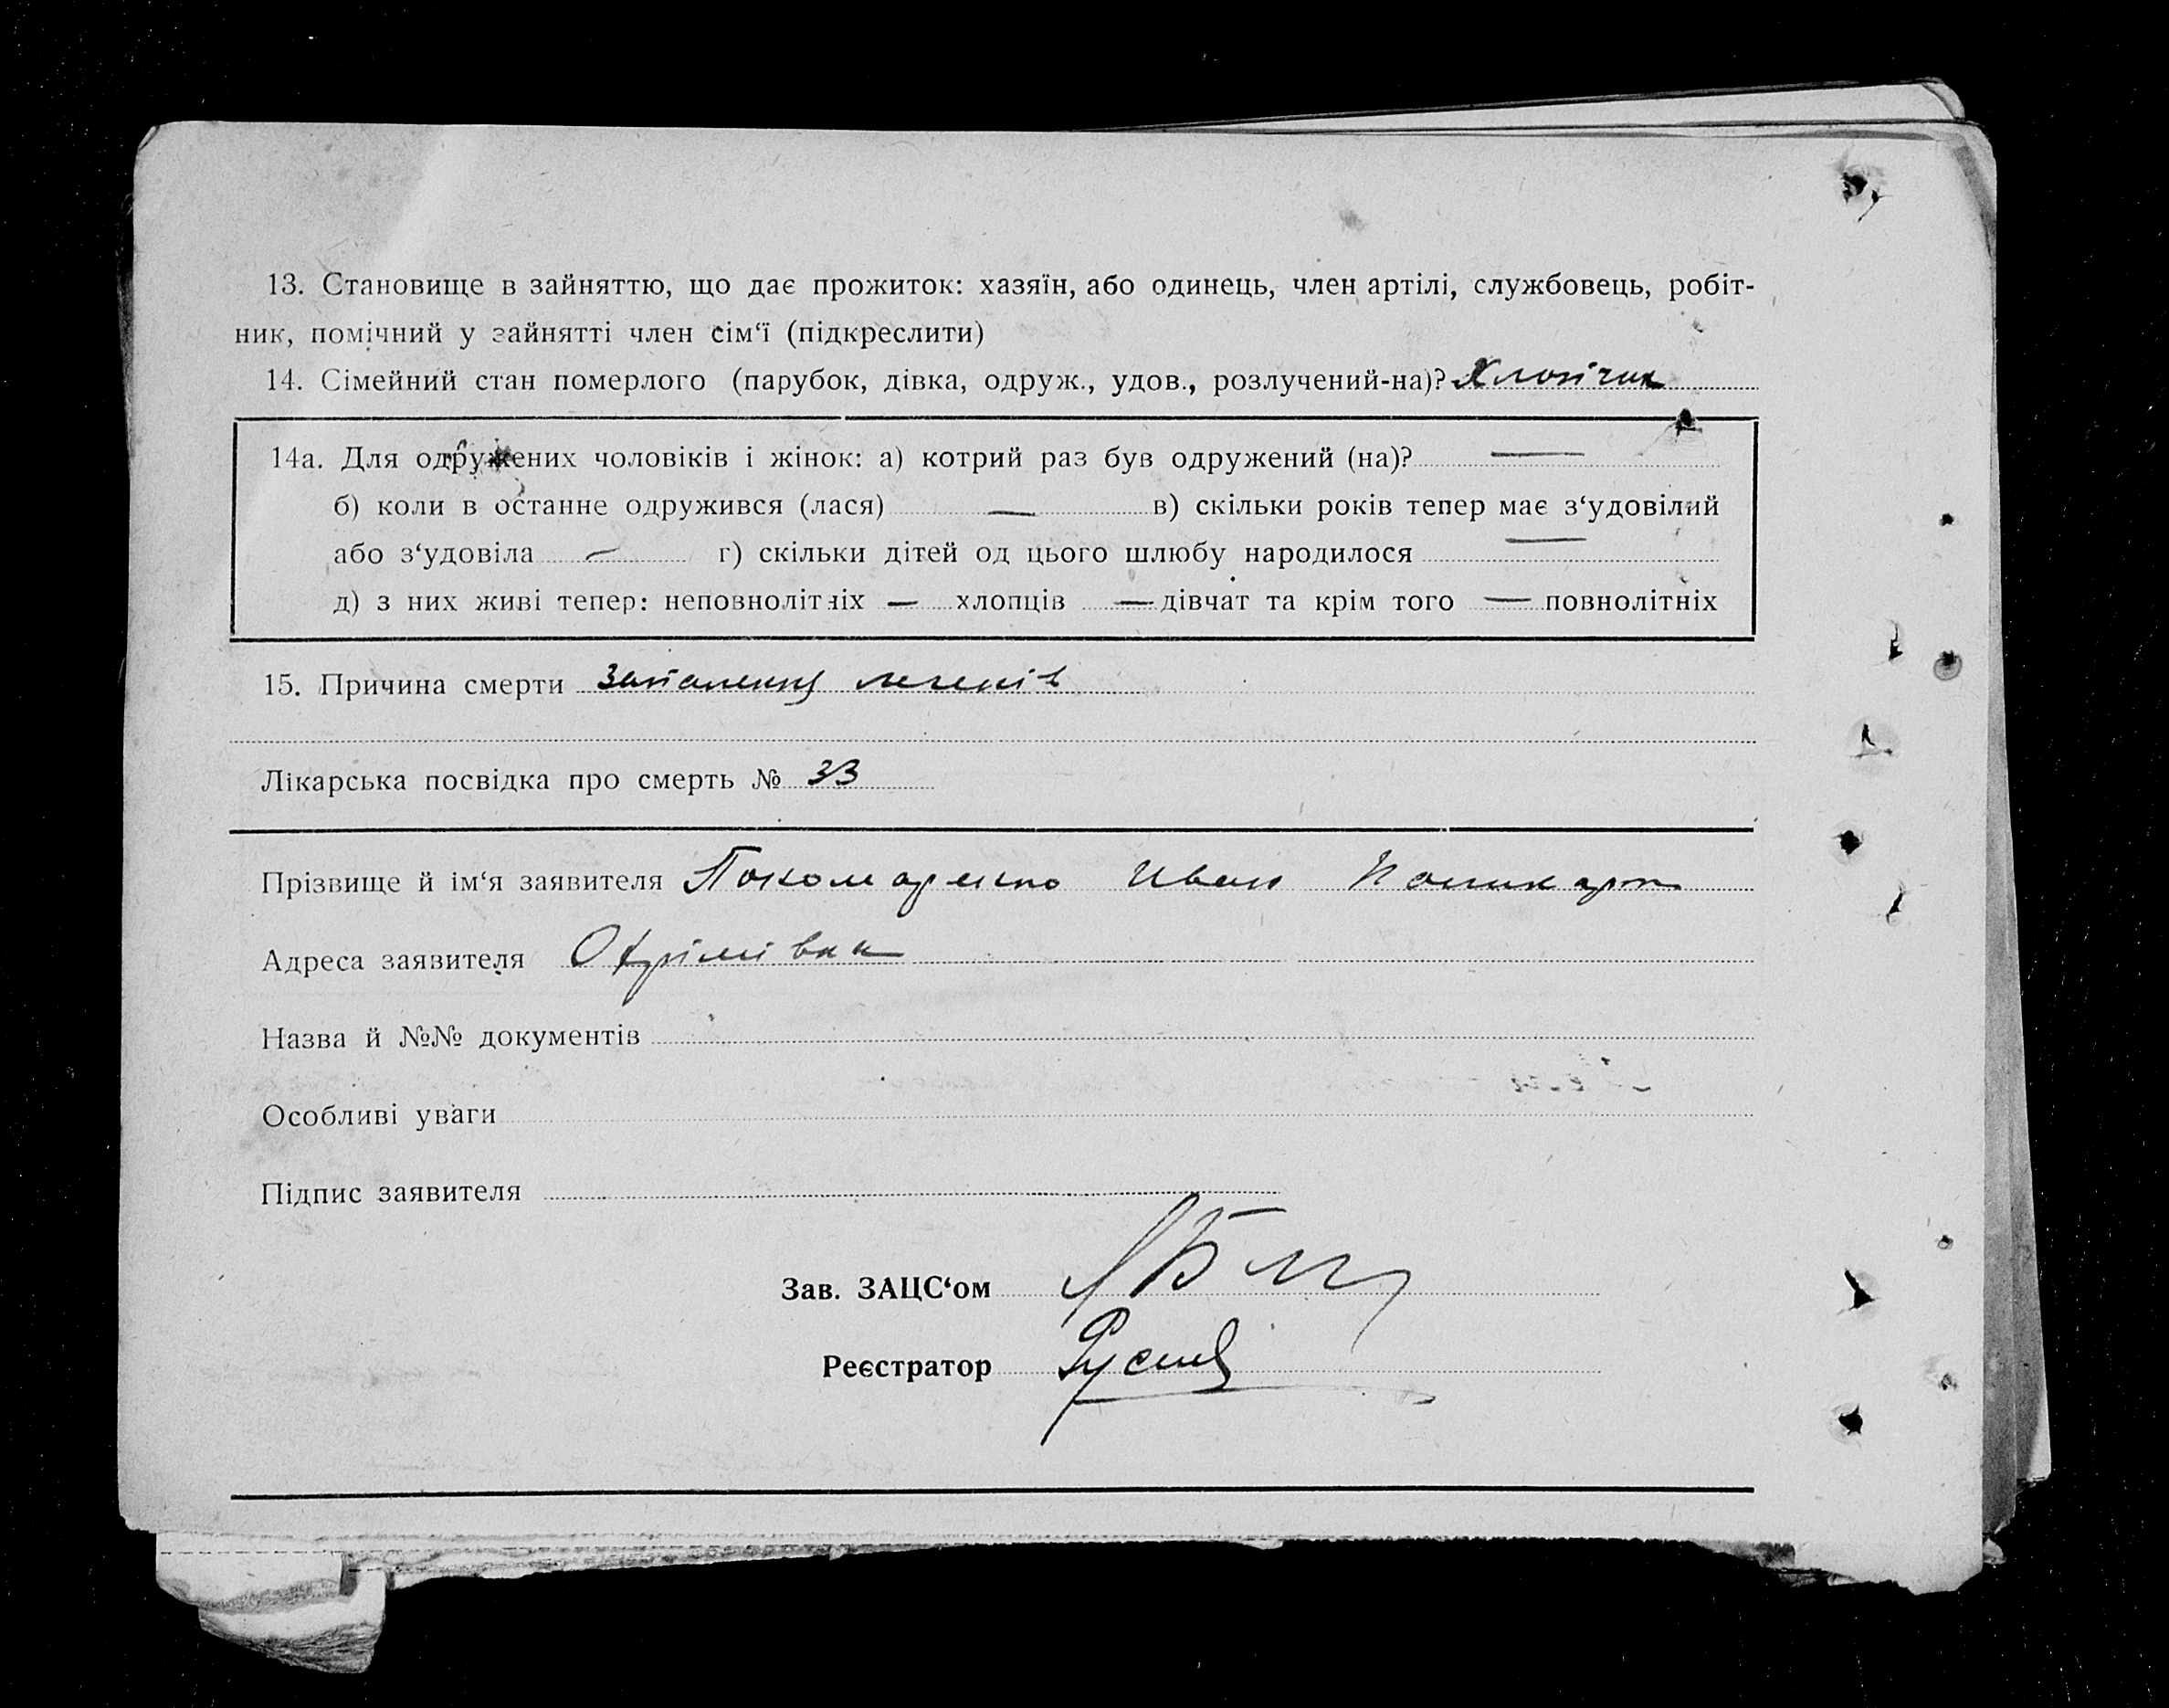 13. Становище в зайняттю, що дає прожиток: хазяїн, або одинець, член артілі, службовець, робіт-
ник, помічний у зайнятті член сім‘ї (підкреслити)
14. Сімейний стан померлого (парубок, дівка, одруж., удов., розлучений-на)? Хлопічик
14а. Для одружених чоловіків і жінок: а) котрий раз був одружений (на)? —
б) коли в останне одружився (лася) — в) скільки років тепер має з‘удовілий
або з‘удовіла — г) скільки дітей од цього шлюбу народилося —
д) з них живі тепер: неповнолітніх — хлопців — дівчат та крім того — повнолітніх
15. Причина смерти Запалення легенів
Лікарська посвідка про смерть № 33
Прізвище й ім‘я заявителя Иван
Адреса заявителя
Назва й №№ документів
Особливі уваги
Підпис заявителя
Зав. ЗАЦС‘ом
Реєстратор